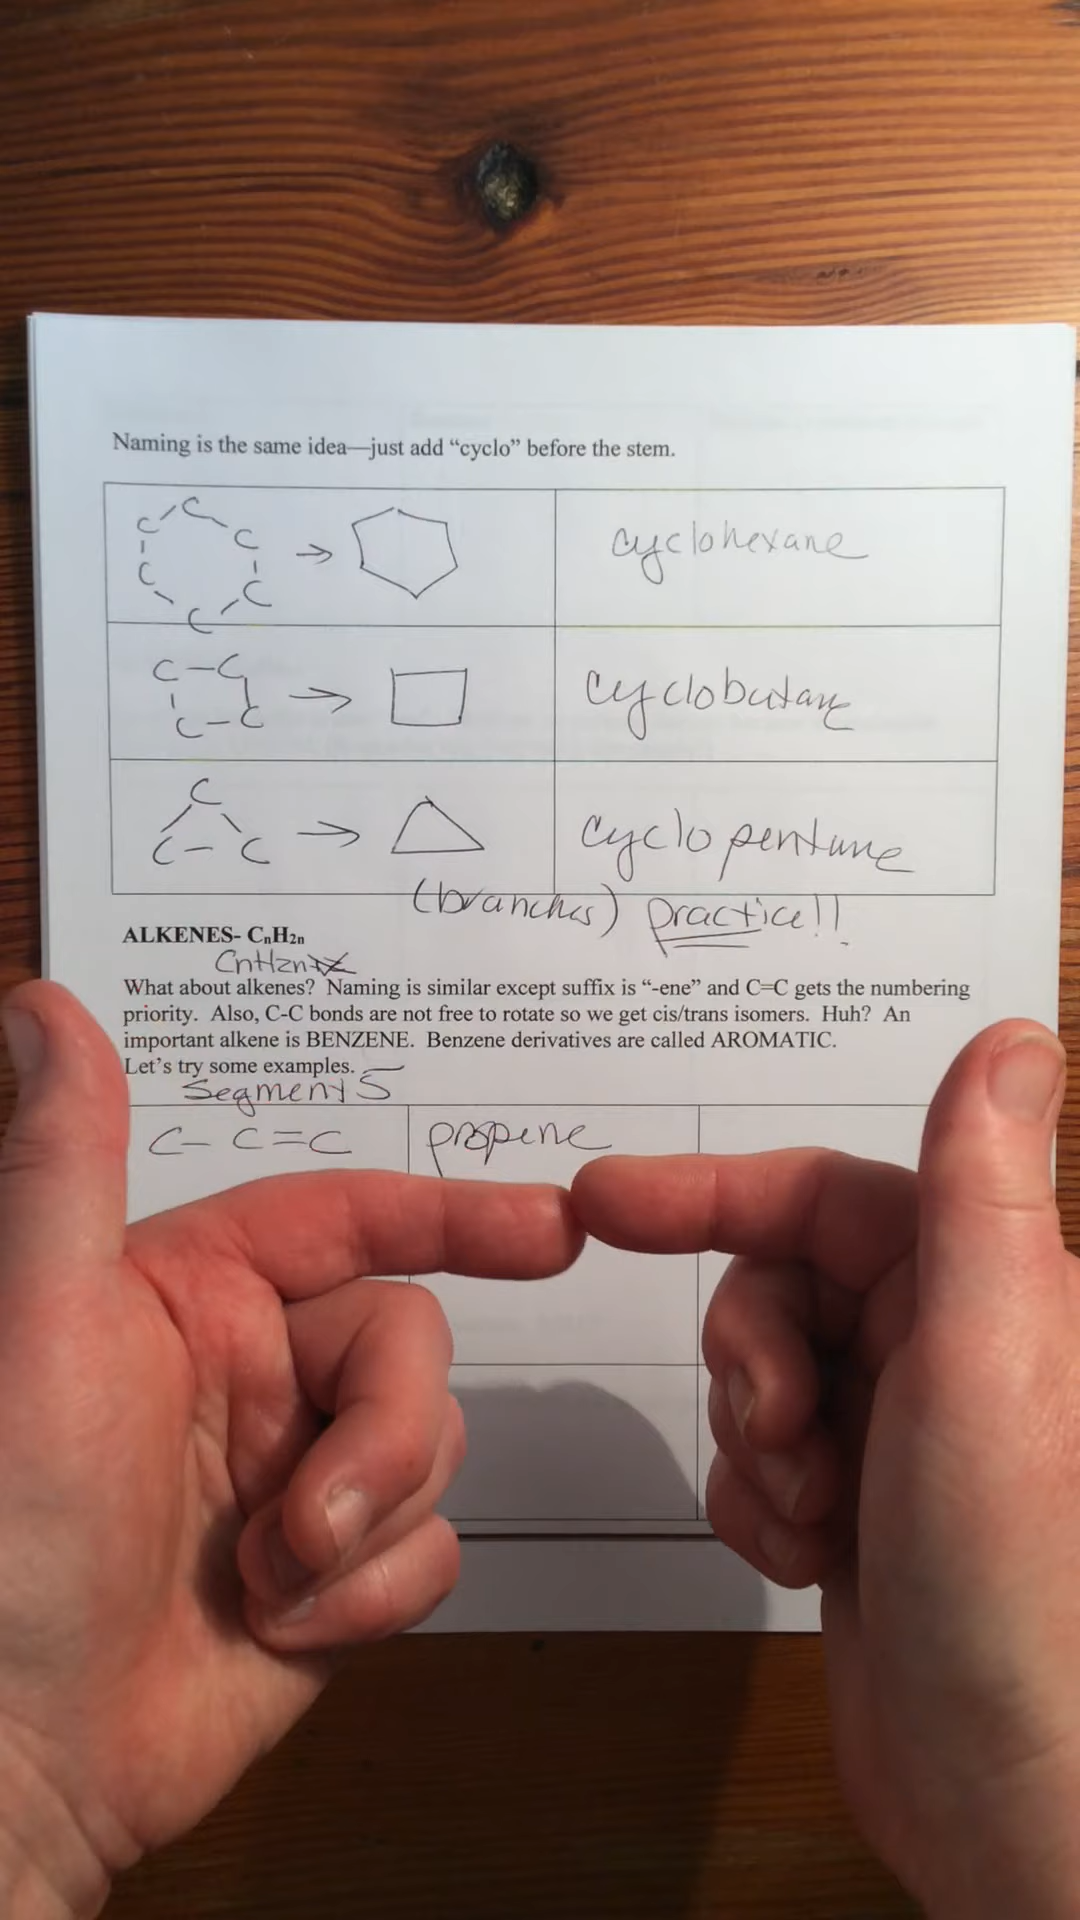 Naming is the same idea—just add “cyclo” before the stem.
C C C C C C → cyclohexane
C - C C - C → cyclobutane
C C - C → cyclopentane
(branches) practice!!
ALKENES- CₙH₂ₙ
CnH2n+2
What about alkenes? Naming is similar except suffix is “-ene” and C=C gets the numbering
priority. Also, C-C bonds are not free to rotate so we get cis/trans isomers. Huh? An
important alkene is BENZENE. Benzene derivatives are called AROMATIC.
Let’s try some examples.
Segment 5
C - C = C propene